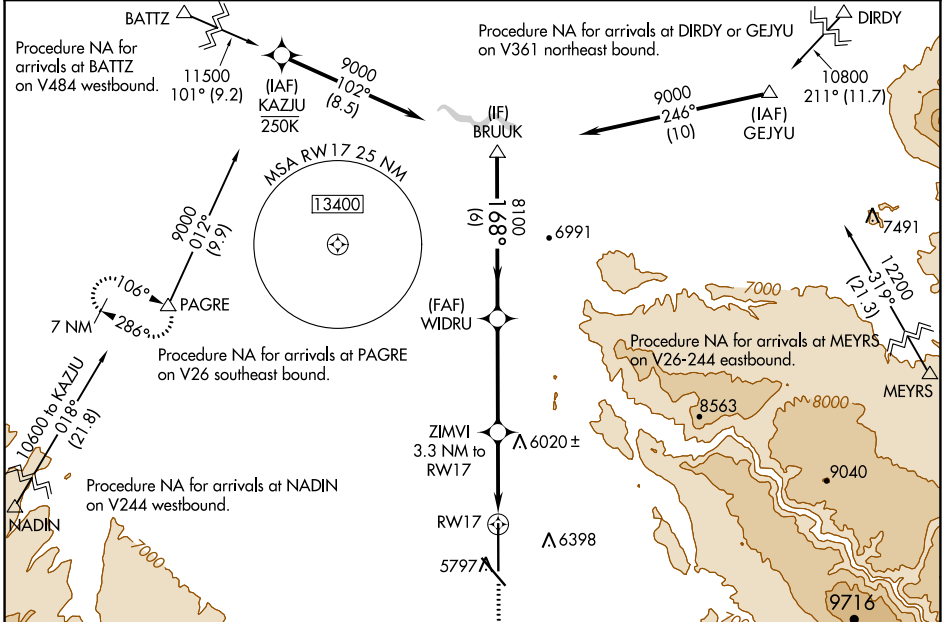 BATTZ
DIRDY
Procedure NA for
arrivals at BATTZ
on V484 westbound.
11500
101° (9.2)
(IAF)
KAZJU
250K
9000
102°
(8.5)
Procedure NA for arrivals at DIRDY or GEJYU
on V361 northeast bound.
10800
211° (11.7)
9000
246°
(10)
(IAF)
GEJYU
(IF)
BRUUK
MSA RW17 25 NM
13400
8100
168°
(6)
6991
7491
9000
012°
(9.9)
106°
286°
7 NM
PAGRE
Procedure NA for arrivals at PAGRE
on V26 southeast bound.
(FAF)
WIDRU
7000
12200
319°
(21.3)
Procedure NA for arrivals at MEYRS
on V26-244 eastbound.
MEYRS
10600 to KAZJU
018°
(21.8)
8563
8000
ZIMVI
3.3 NM to
RW17
6020 ±
9040
Procedure NA for arrivals at NADIN
on V244 westbound.
NADIN
7000
RW17
6398
5797
9716